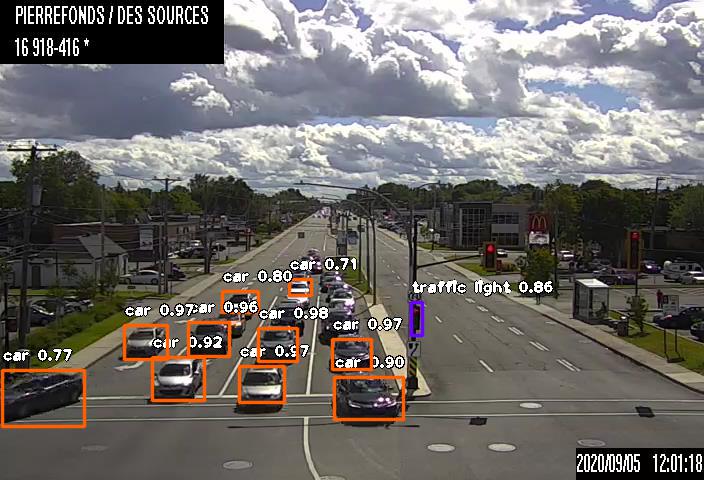 PIERREFONDS / DES SOURCES
16 918-416 *
car 0.71
car 0.80
traffic light 0.86
car 0.97
car 0.96
car 0.98
car 0.97
car 0.92
car 0.97
car 0.77
car 0.90
2020/09/05 12:01:18